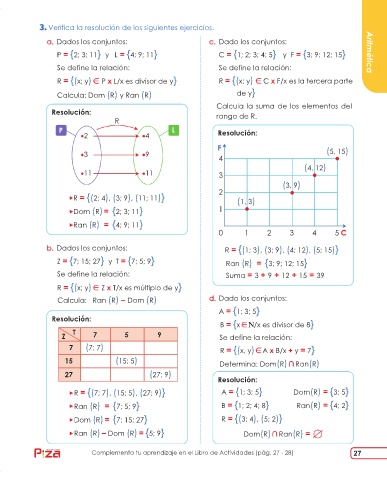 3. Verifica la resolución de los siguientes ejercicios.
a. Dados los conjuntos:
P = {2; 3; 11} y L = {4; 9; 11}
Se define la relación:
R = {(x; y) ∈ P x L/x es divisor de y}
Calcula: Dom (R) y Ran (R)
Resolución:
R
P L
2 4
3 9
11 11
R = {(2; 4), (3; 9), (11; 11)}
Dom (R) = {2; 3; 11}
Ran (R) = {4; 9; 11}
b. Dados los conjuntos:
Z = {7; 15; 27} y T = {7; 5; 9}
Se define la relación:
R = {(x; y) ∈ Z x T/x es múltiplo de y}
Calcula: Ran (R) – Dom (R)
Resolución:
Z T 7 5 9
7 (7; 7)
15 (15; 5)
27 (27; 9)
R = {(7; 7), (15; 5), (27; 9)}
Ran (R) = {7; 5; 9}
Dom (R) = {7; 15; 27}
Ran (R) – Dom (R) = {5; 9}
c. Dado los conjuntos:
C = {1; 2; 3; 4; 5} y F = {3; 9; 12; 15}
Se define la relación:
R = {(x; y) ∈ C x F/x es la tercera parte
de y}
Calcula la suma de los elementos del
rango de R.
Resolución:
F
4 (5, 15)
3 (4, 12)
2 (3, 9)
1 (1, 3)
0 1 2 3 4 5 C
R = {(1; 3), (3; 9), (4; 12), (5; 15)}
Ran (R) = {3; 9; 12; 15}
Suma = 3 + 9 + 12 + 15 = 39
d. Dado los conjuntos:
A = {1; 3; 5}
B = {x∈ℕ/x es divisor de 8}
Se define la relación:
R = {(x, y) ∈ A x B/x + y = 7}
Determina: Dom(R) ∩ Ran(R)
Resolución:
A = {1; 3; 5} Dom(R) = {3; 5}
B = {1; 2; 4; 8} Ran(R) = {4; 2}
R = {(3; 4), (5; 2)}
Dom(R) ∩ Ran(R) = ∅
Aritmética
Pizá
Complementa tu aprendizaje en el Libro de Actividades (pág. 27 - 28)
27